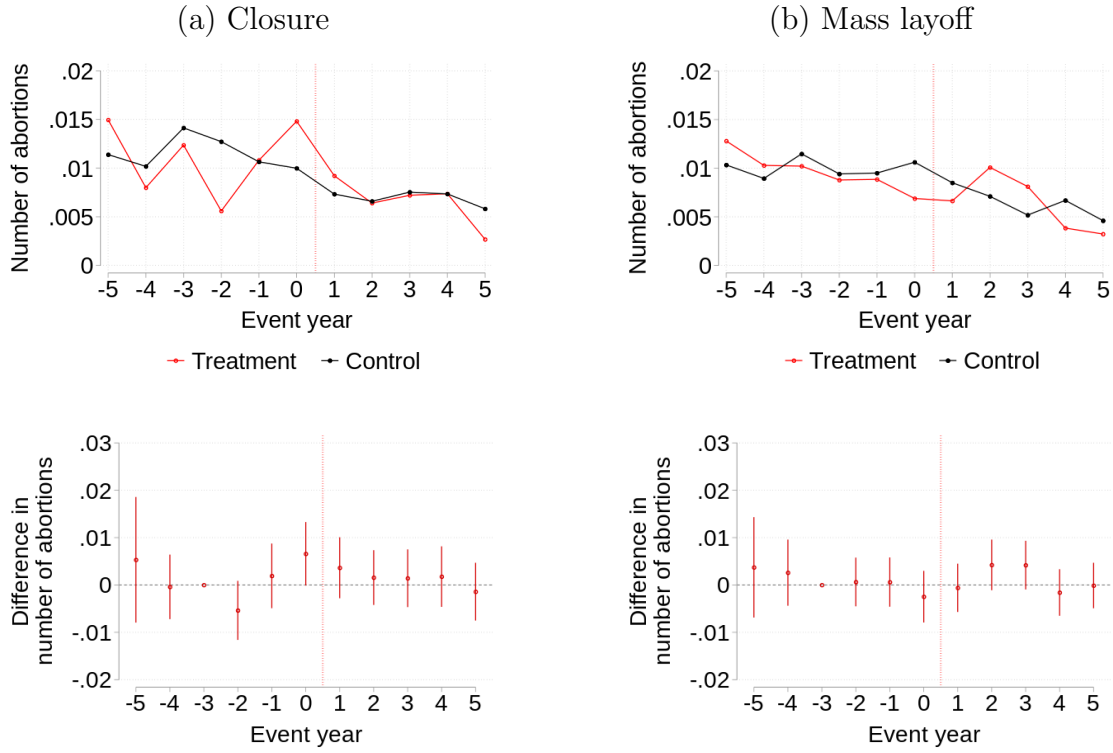 (a) Closure
Number of abortions
.02
.015
.01
.005
0
-5 -4 -3 -2 -1 0 1 2 3 4 5
Event year
Treatment Control
(b) Mass layoff
Number of abortions
.02
.015
.01
.005
0
-5 -4 -3 -2 -1 0 1 2 3 4 5
Event year
Treatment Control
Difference in
number of abortions
.03
.02
.01
0
-.01
-.02
-5 -4 -3 -2 -1 0 1 2 3 4 5
Event year
Difference in
number of abortions
.03
.02
.01
0
-.01
-.02
-5 -4 -3 -2 -1 0 1 2 3 4 5
Event year